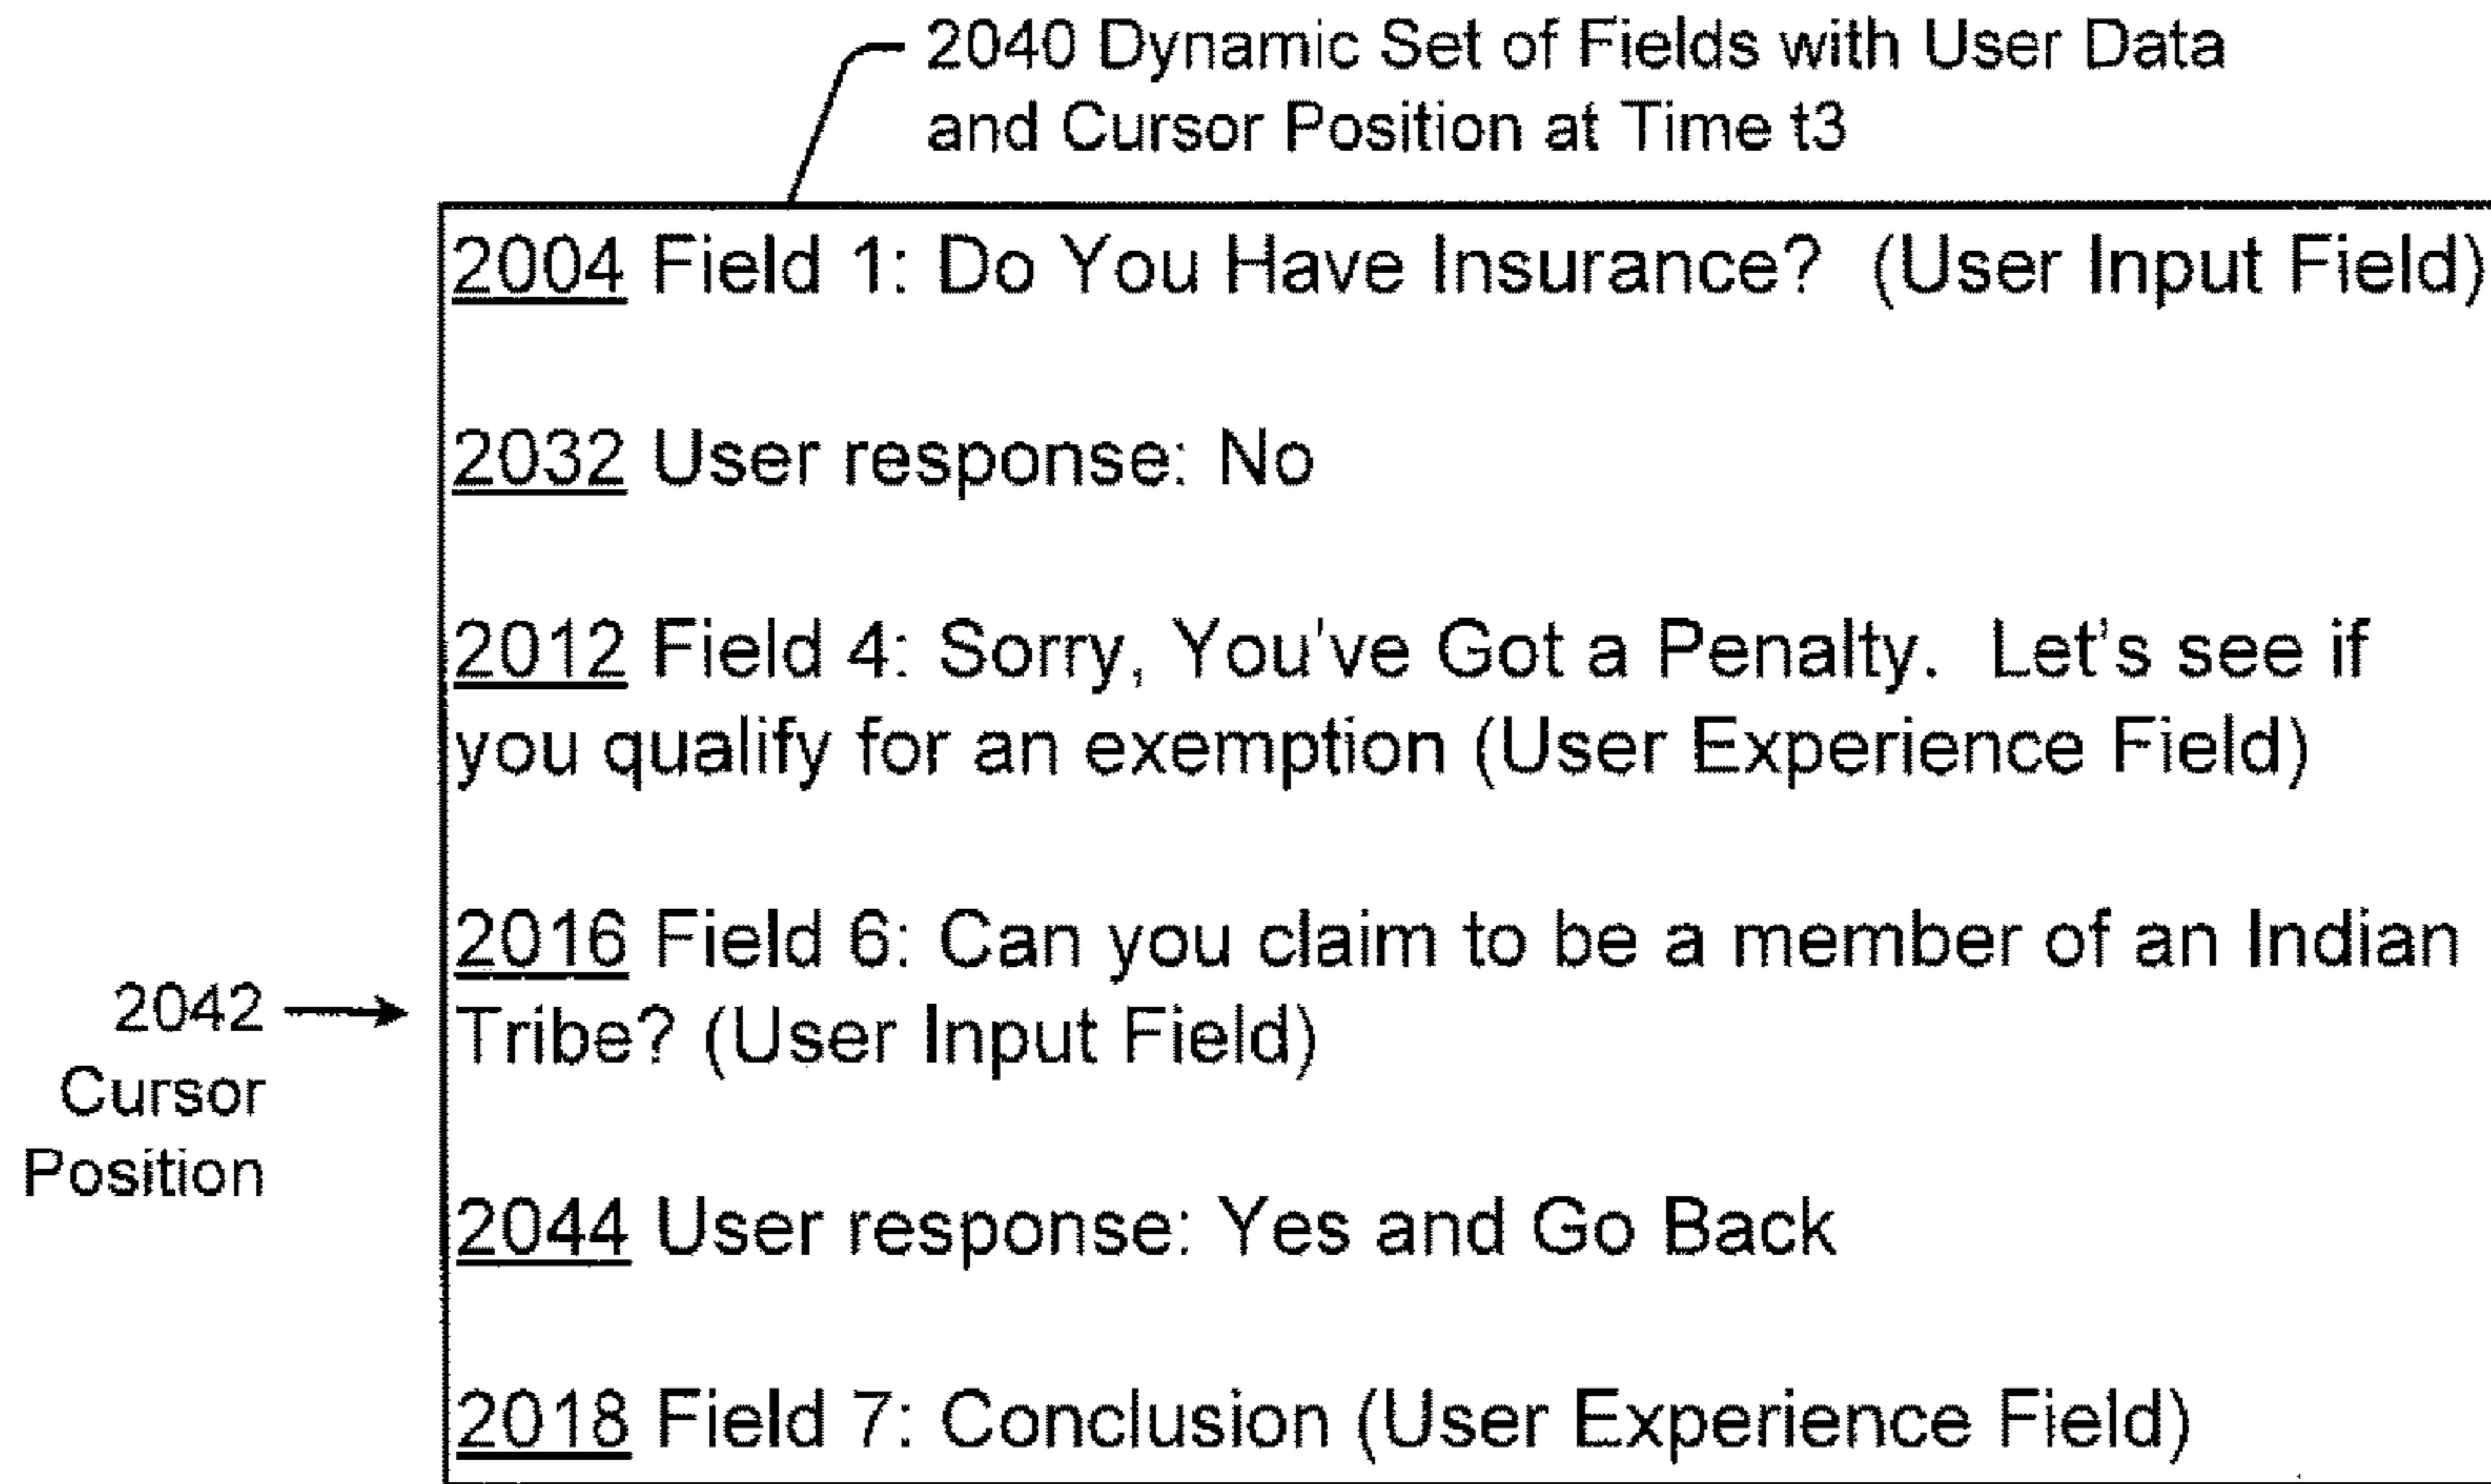 2040 Dynamic Set of Fields with User Data
and Cursor Position at Time t3
2004 Field 1: Do You Have Insurance? (User Input Field)
2032 User response: No
2012 Field 4: Sorry, You've Got a Penalty. Let's see if
you qualify for an exemption (User Experience Field)
2016 Field 6: Can you claim to be a member of an Indian
Tribe? (User Input Field)
2042
Cursor
Position
2044 User response: Yes and Go Back
2018 Field 7: Conclusion (User Experience Field)